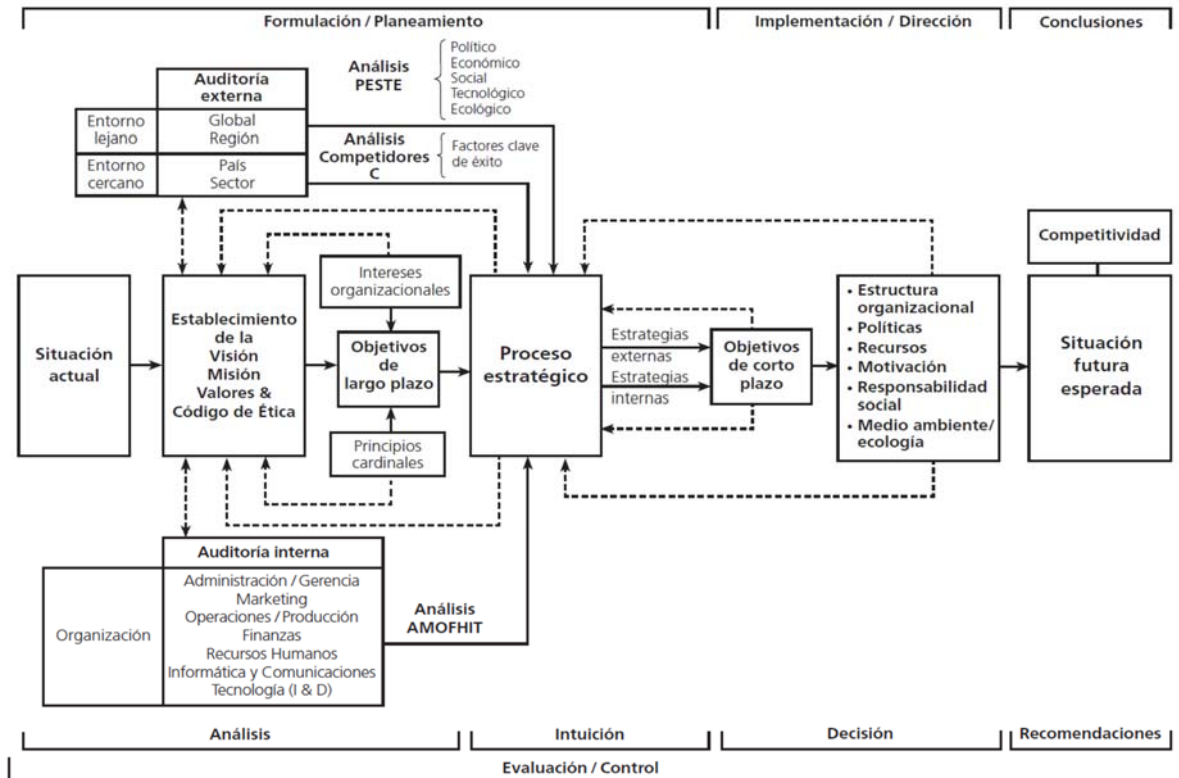 Formulación / Planeamiento
Implementación / Dirección
Conclusiones
Auditoría
externa
Entorno
lejano
Global
Región
Entorno
cercano
País
Sector
Análisis
PESTE
Político
Económico
Social
Tecnológico
Ecológico
Análisis
Competidores
C
Factores clave
de éxito
Situación
actual
Establecimiento
de la
Visión
Misión
Valores &
Código de Ética
Intereses
organizacionales
Objetivos
de
largo plazo
Principios
cardinales
Proceso
estratégico
Estrategias
externas
Estrategias
internas
Objetivos
de corto
plazo
• Estructura
organizacional
• Políticas
• Recursos
• Motivación
• Responsabilidad
social
• Medio ambiente/
ecología
Competitividad
Situación
futura
esperada
Organización
Auditoría interna
Administración / Gerencia
Marketing
Operaciones / Producción
Finanzas
Recursos Humanos
Informática y Comunicaciones
Tecnología (I & D)
Análisis
AMOFHIT
Análisis
Intuición
Decisión
Recomendaciones
Evaluación / Control